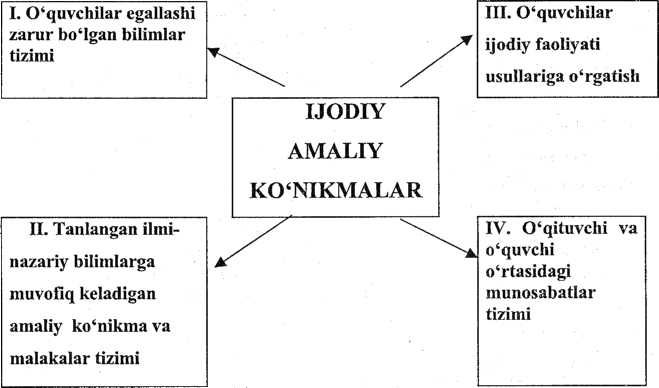 I. O‘quvchilar egallashi
zarur bo‘lgan bilimlar
tizimi
III. O‘quvchilar
ijodiy faoliyati
usullariga o‘rgatish
IJODIY
AMALIY
KO‘NIKMALAR
II. Tanlangan ilmi-
nazariy bilimlarga
muvofiq keladigan
amaliy ko‘nikma va
malakalar tizimi
IV. O‘qituvchi va
o‘quvchi
o‘rtasidagi
munosabatlar
tizimi